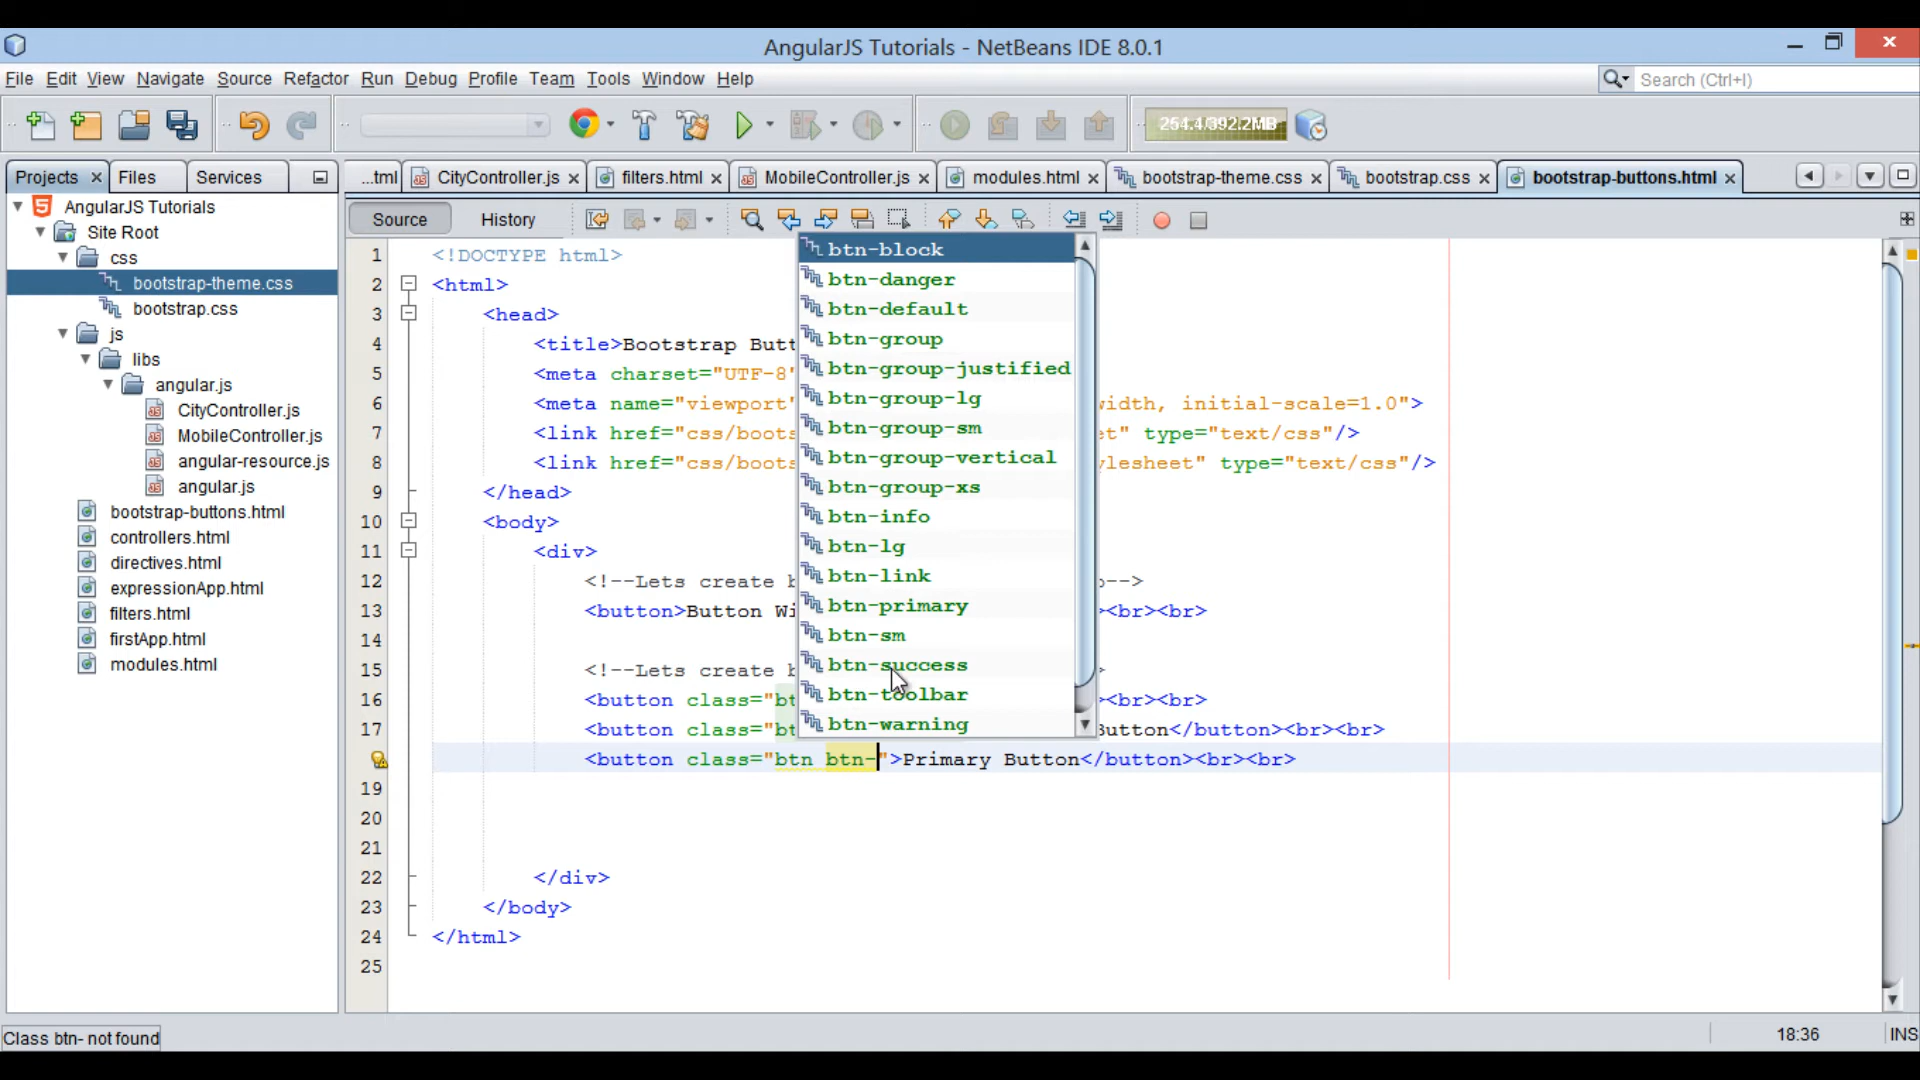 AngularJS Tutorials - NetBeans IDE 8.0.1
File Edit View Navigate Source Refactor Run Debug Profile Team Tools Window Help
Search (Ctrl+I)
254.4/392.2MB
Projects
Files
Services
...tml
CityController.js
filters.html
MobileController.js
modules.html
bootstrap-theme.css
bootstrap.css
bootstrap-buttons.html
AngularJS Tutorials
Site Root
css
bootstrap-theme.css
bootstrap.css
js
libs
angular.js
CityController.js
MobileController.js
angular-resource.js
angular.js
bootstrap-buttons.html
controllers.html
directives.html
expressionApp.html
filters.html
firstApp.html
modules.html
Source
History
1 <!DOCTYPE html>
2 <html>
3 <head>
4 <title>Bootstrap Butt
5 <meta charset="UTF-8"
6 <meta name="viewport" width, initial-scale=1.0">
7 <link href="css/boots et" type="text/css"/>
8 <link href="css/boots ylesheet" type="text/css"/>
9 </head>
10 <body>
11 <div>
12 <!--Lets create b -->
13 <button>Button Wi ><br><br>
14
15 <!--Lets create b >
16 <button class="bt ><br><br>
17 <button class="bt Button</button><br><br>
<button class="btn btn-">Primary Button</button><br><br>
19
20
21
22 </div>
23 </body>
24 </html>
25
btn-block
btn-danger
btn-default
btn-group
btn-group-justified
btn-group-lg
btn-group-sm
btn-group-vertical
btn-group-xs
btn-info
btn-lg
btn-link
btn-primary
btn-sm
btn-success
btn-toolbar
btn-warning
Class btn- not found
18:36
INS